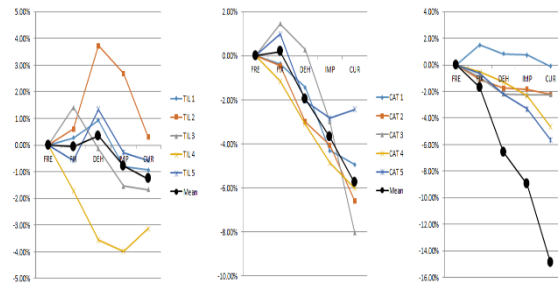 5.00%
4.00%
3.00%
2.00%
1.00%
0.00%
-1.00%
-2.00%
-3.00%
-4.00%
5.00%
FRE
DEH
IMP
CUR
TIL 1
TIL 2
TIL 3
TIL 4
TIL 5
Mean
2.00%
0.00%
-2.00%
-4.00%
-6.00%
-8.00%
-10.00%
FRE
DEH
IMP
CUR
CAT 1
CAT 2
CAT 3
CAT 4
CAT 5
Mean
4.00%
2.00%
0.00%
-2.00%
-4.00%
-6.00%
-8.00%
-10.00%
-12.00%
-14.00%
-16.00%
FRE
FIX
DEH
IMP
CUR